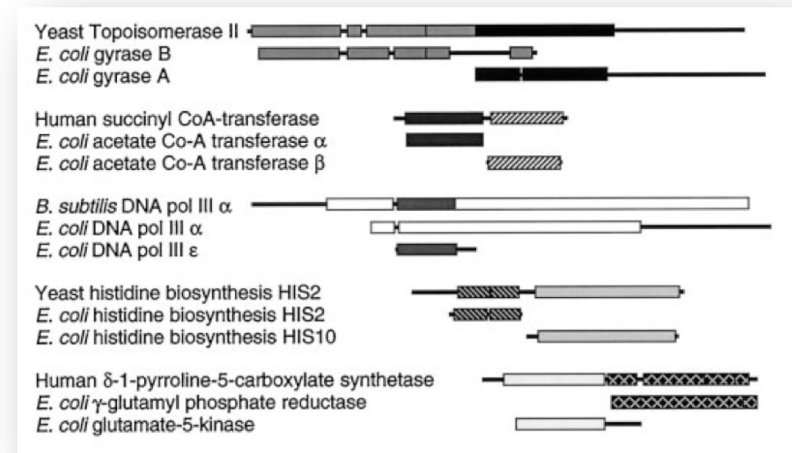 Yeast Topoisomerase II
E. coli gyrase B
E. coli gyrase A
Human succinyl CoA-transferase
E. coli acetate Co-A transferase α
E. coli acetate Co-A transferase β
B. subtilis DNA pol III α
E. coli DNA pol III α
E. coli DNA pol III ε
Yeast histidine biosynthesis HIS2
E. coli histidine biosynthesis HIS2
E. coli histidine biosynthesis HIS10
Human δ-1-pyrroline-5-carboxylate synthetase
E. coli γ-glutamyl phosphate reductase
E. coli glutamate-5-kinase